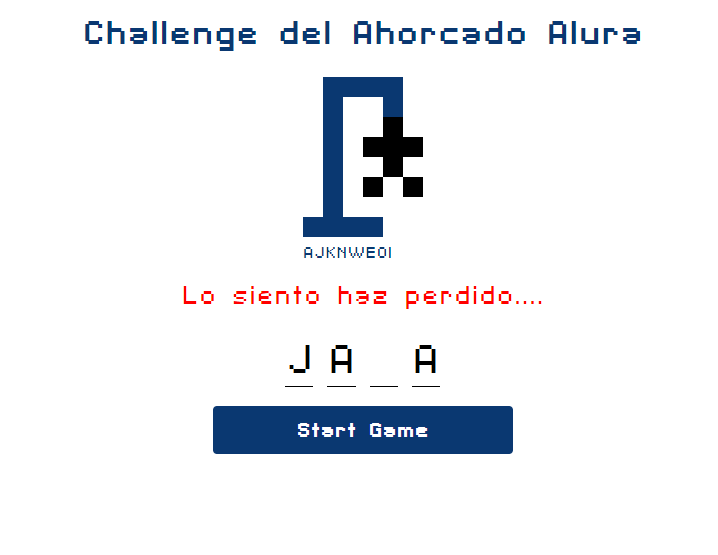 Challenge del Ahorcado Alura
AJKNWEOI
Lo siento haz perdido....
J A _ A
Start Game